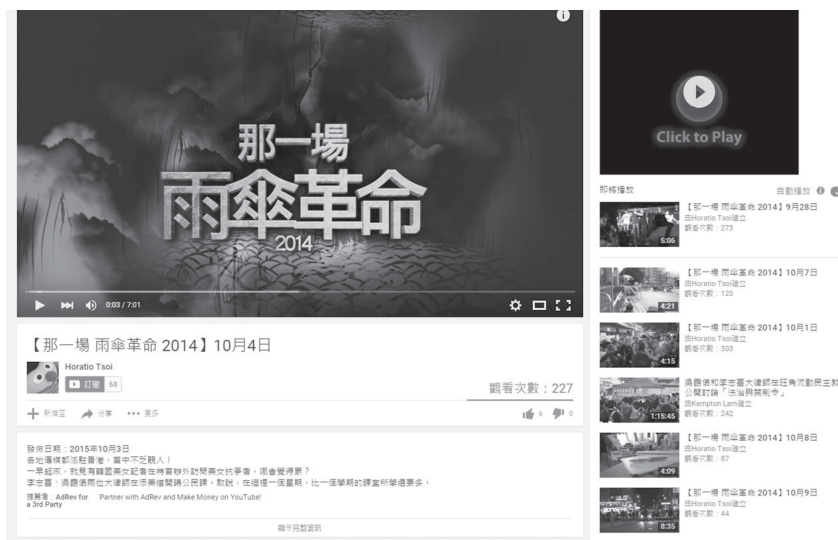 那一場
雨傘革命
2014
0:03 / 7:01
【那一場 雨傘革命 2014】10月4日
Horatio Tsoi
訂閱 68
觀看次數：227
新增至 分享 更多
6 0
發佈日期：2015年10月3日
各地傳媒都派駐香港，當中不乏靚人！
一早起來，就見有韓國美女記者在特首辦外訪問美女抗爭者，哪會覺得累？
李志喜、吳靄儀兩位大律師在添美道開講公民課，敢說，在這裡一個星期，比一個學期的課堂所學還要多，
推薦者：AdRev for a 3rd Party
Partner with AdRev and Make Money on YouTube!
顯示完整資訊
Click to Play
即將播放
自動播放
【那一場 雨傘革命 2014】9月28日
由Horatio Tsoi建立
觀看次數：273
5:06
【那一場 雨傘革命 2014】10月7日
由Horatio Tsoi建立
觀看次數：120
4:21
【那一場 雨傘革命 2014】10月1日
由Horatio Tsoi建立
觀看次數：303
4:15
吳靄儀和李志喜大律師在旺角流動民主教
公開討論「法治與禁制令」
由Kempton Lam建立
觀看次數：242
1:15:45
【那一場 雨傘革命 2014】10月8日
由Horatio Tsoi建立
觀看次數：87
4:09
【那一場 雨傘革命 2014】10月9日
由Horatio Tsoi建立
觀看次數：44
8:35